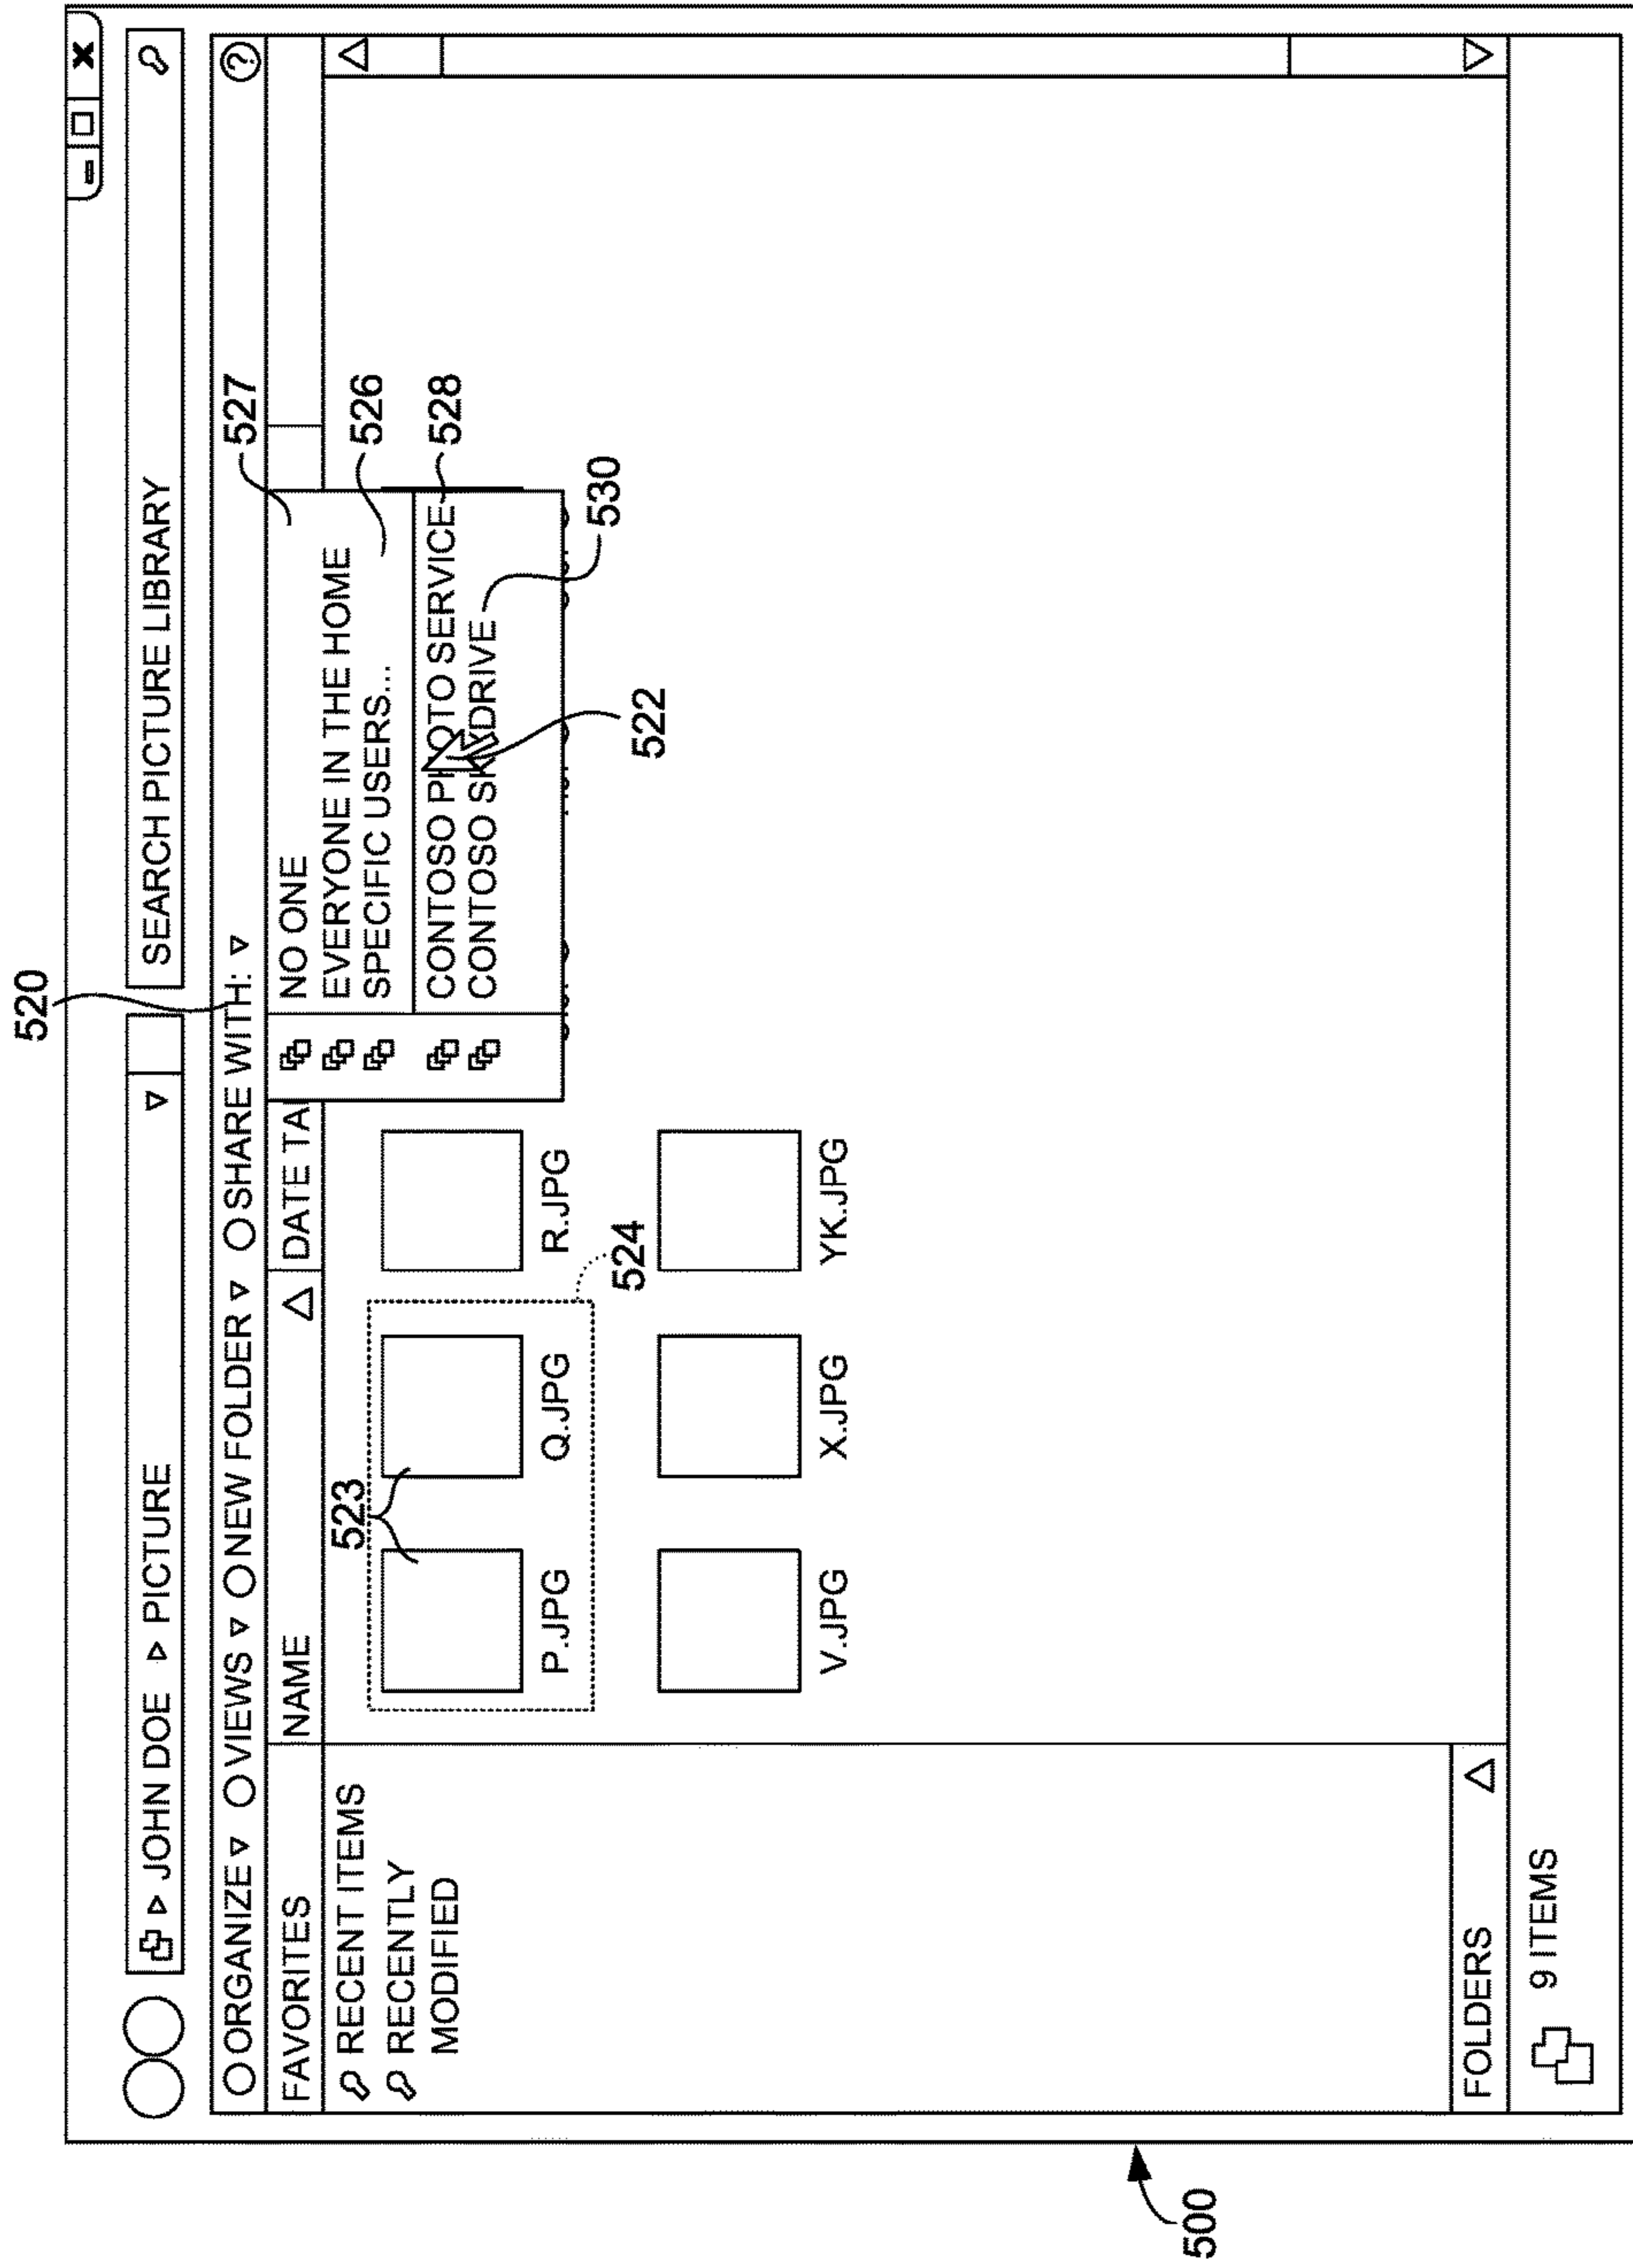 520
JOHN DOE PICTURE
SEARCH PICTURE LIBRARY
ORGANIZE VIEWS NEW FOLDER SHARE WITH: ?
527
FAVORITES
NAME
DATE TA
NO ONE
EVERYONE IN THE HOME
SPECIFIC USERS...
526
CONTOSO PHOTO SERVICE
528
CONTOSO SKYDRIVE
530
522
RECENT ITEMS
RECENTLY
MODIFIED
523
P.JPG
Q.JPG
R.JPG
524
V.JPG
X.JPG
YK.JPG
FOLDERS
9 ITEMS
500